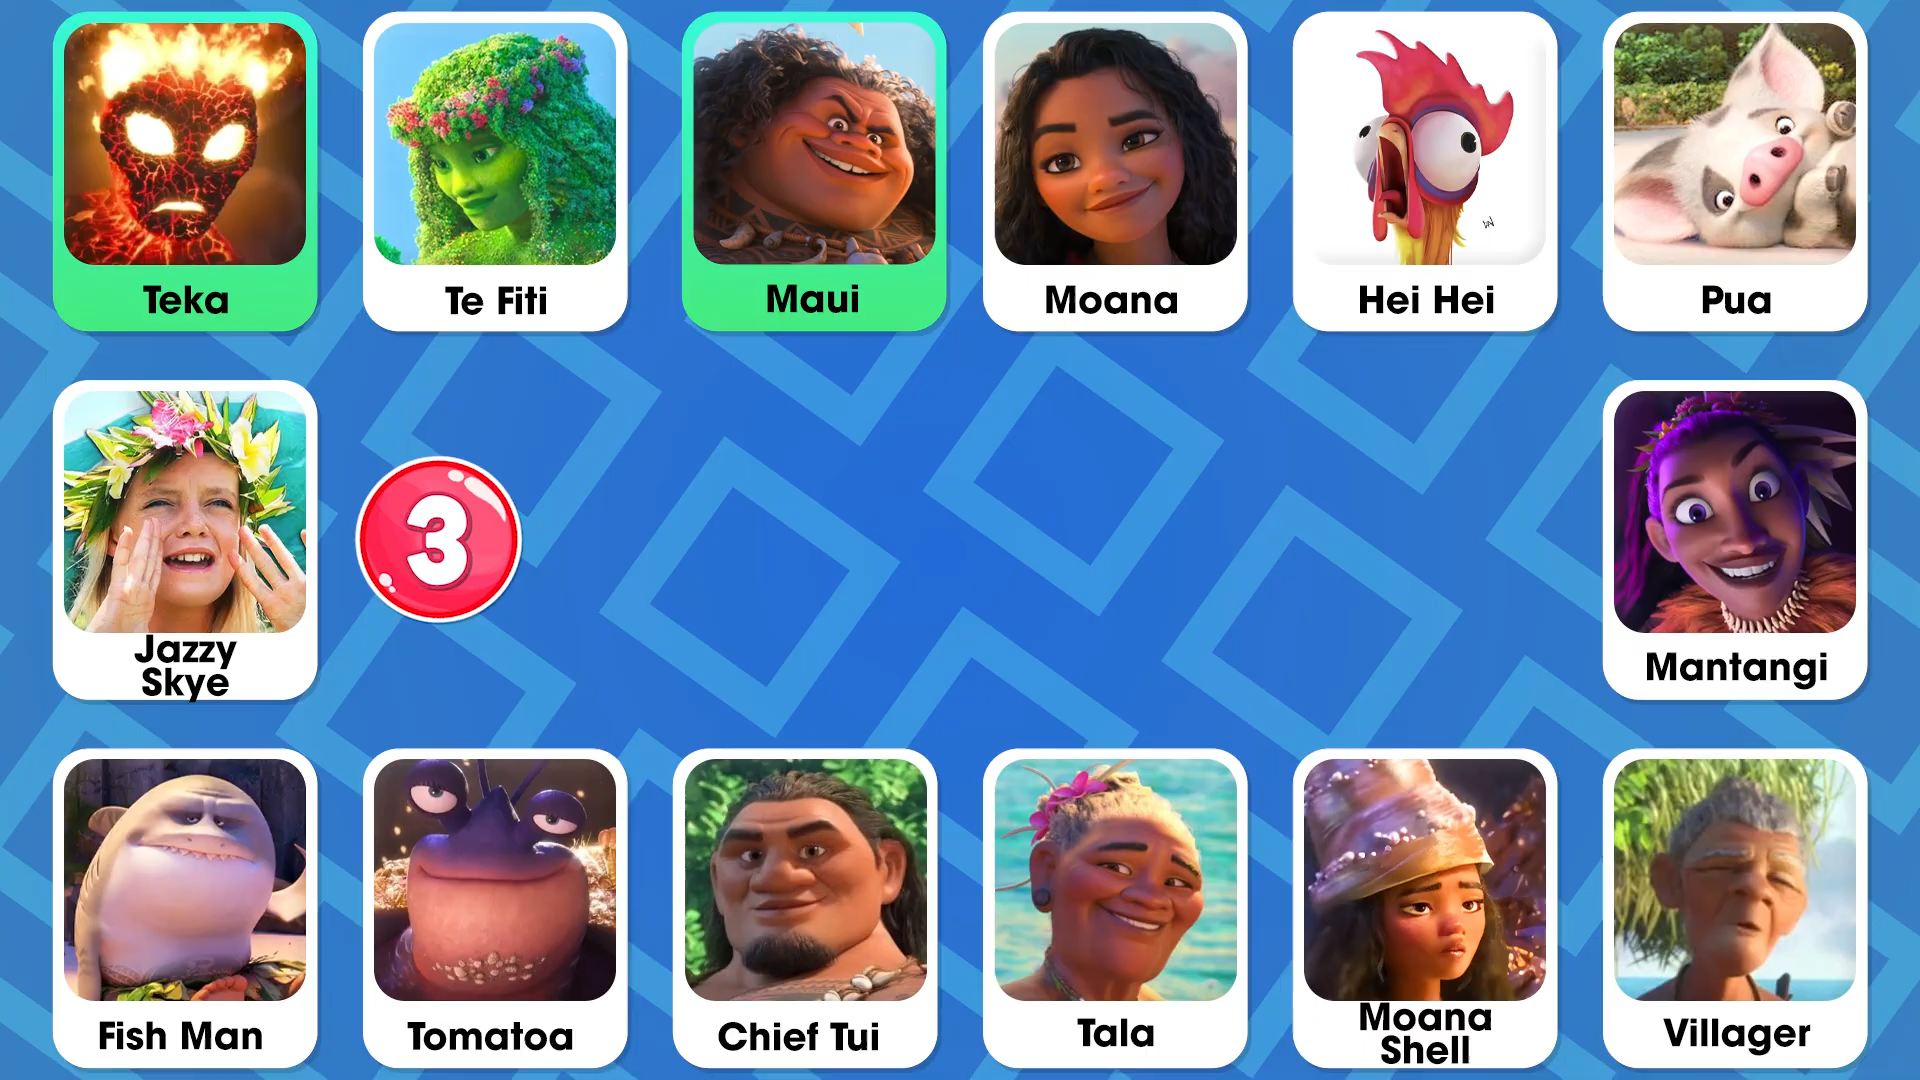 Teka
Te Fiti
Maui
Moana
Hei Hei
Pua
Jazzy
Skye
3
Mantangi
Fish Man
Tomatoa
Chief Tui
Tala
Moana
Shell
Villager